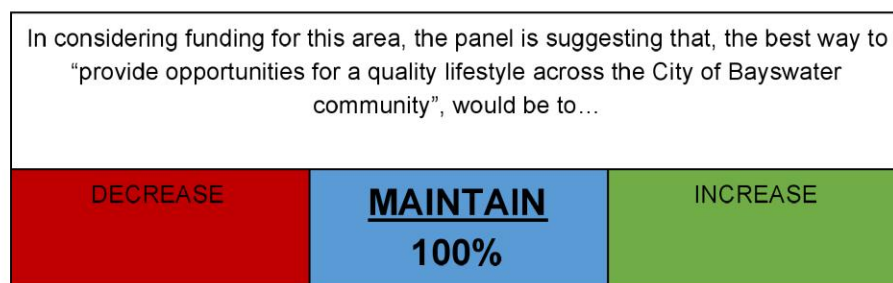 In considering funding for this area, the panel is suggesting that, the best way to
“provide opportunities for a quality lifestyle across the City of Bayswater
community”, would be to…
DECREASE
MAINTAIN
100%
INCREASE